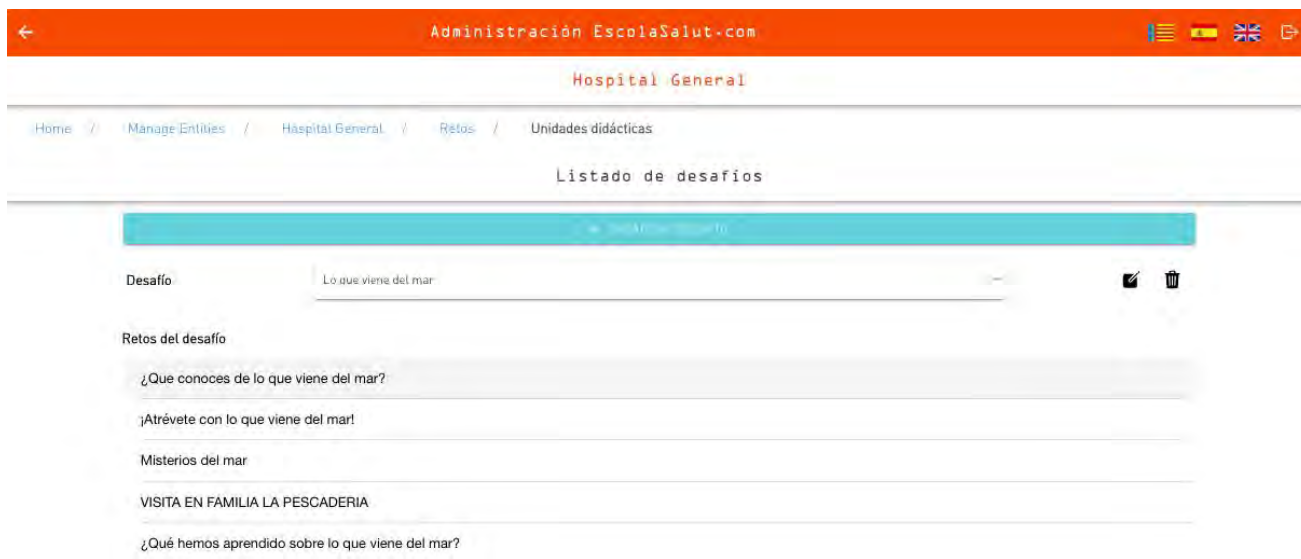 Administración EscolaSalut.com
Hospital General
Home / Manage Entities / Hospital General / Retos / Unidades didácticas
Listado de desafíos
Desafío Lo que viene del mar
Retos del desafío
¿Que conoces de lo que viene del mar?
¡Atrévete con lo que viene del mar!
Misterios del mar
VISITA EN FAMILIA LA PESCADERIA
¿Qué hemos aprendido sobre lo que viene del mar?